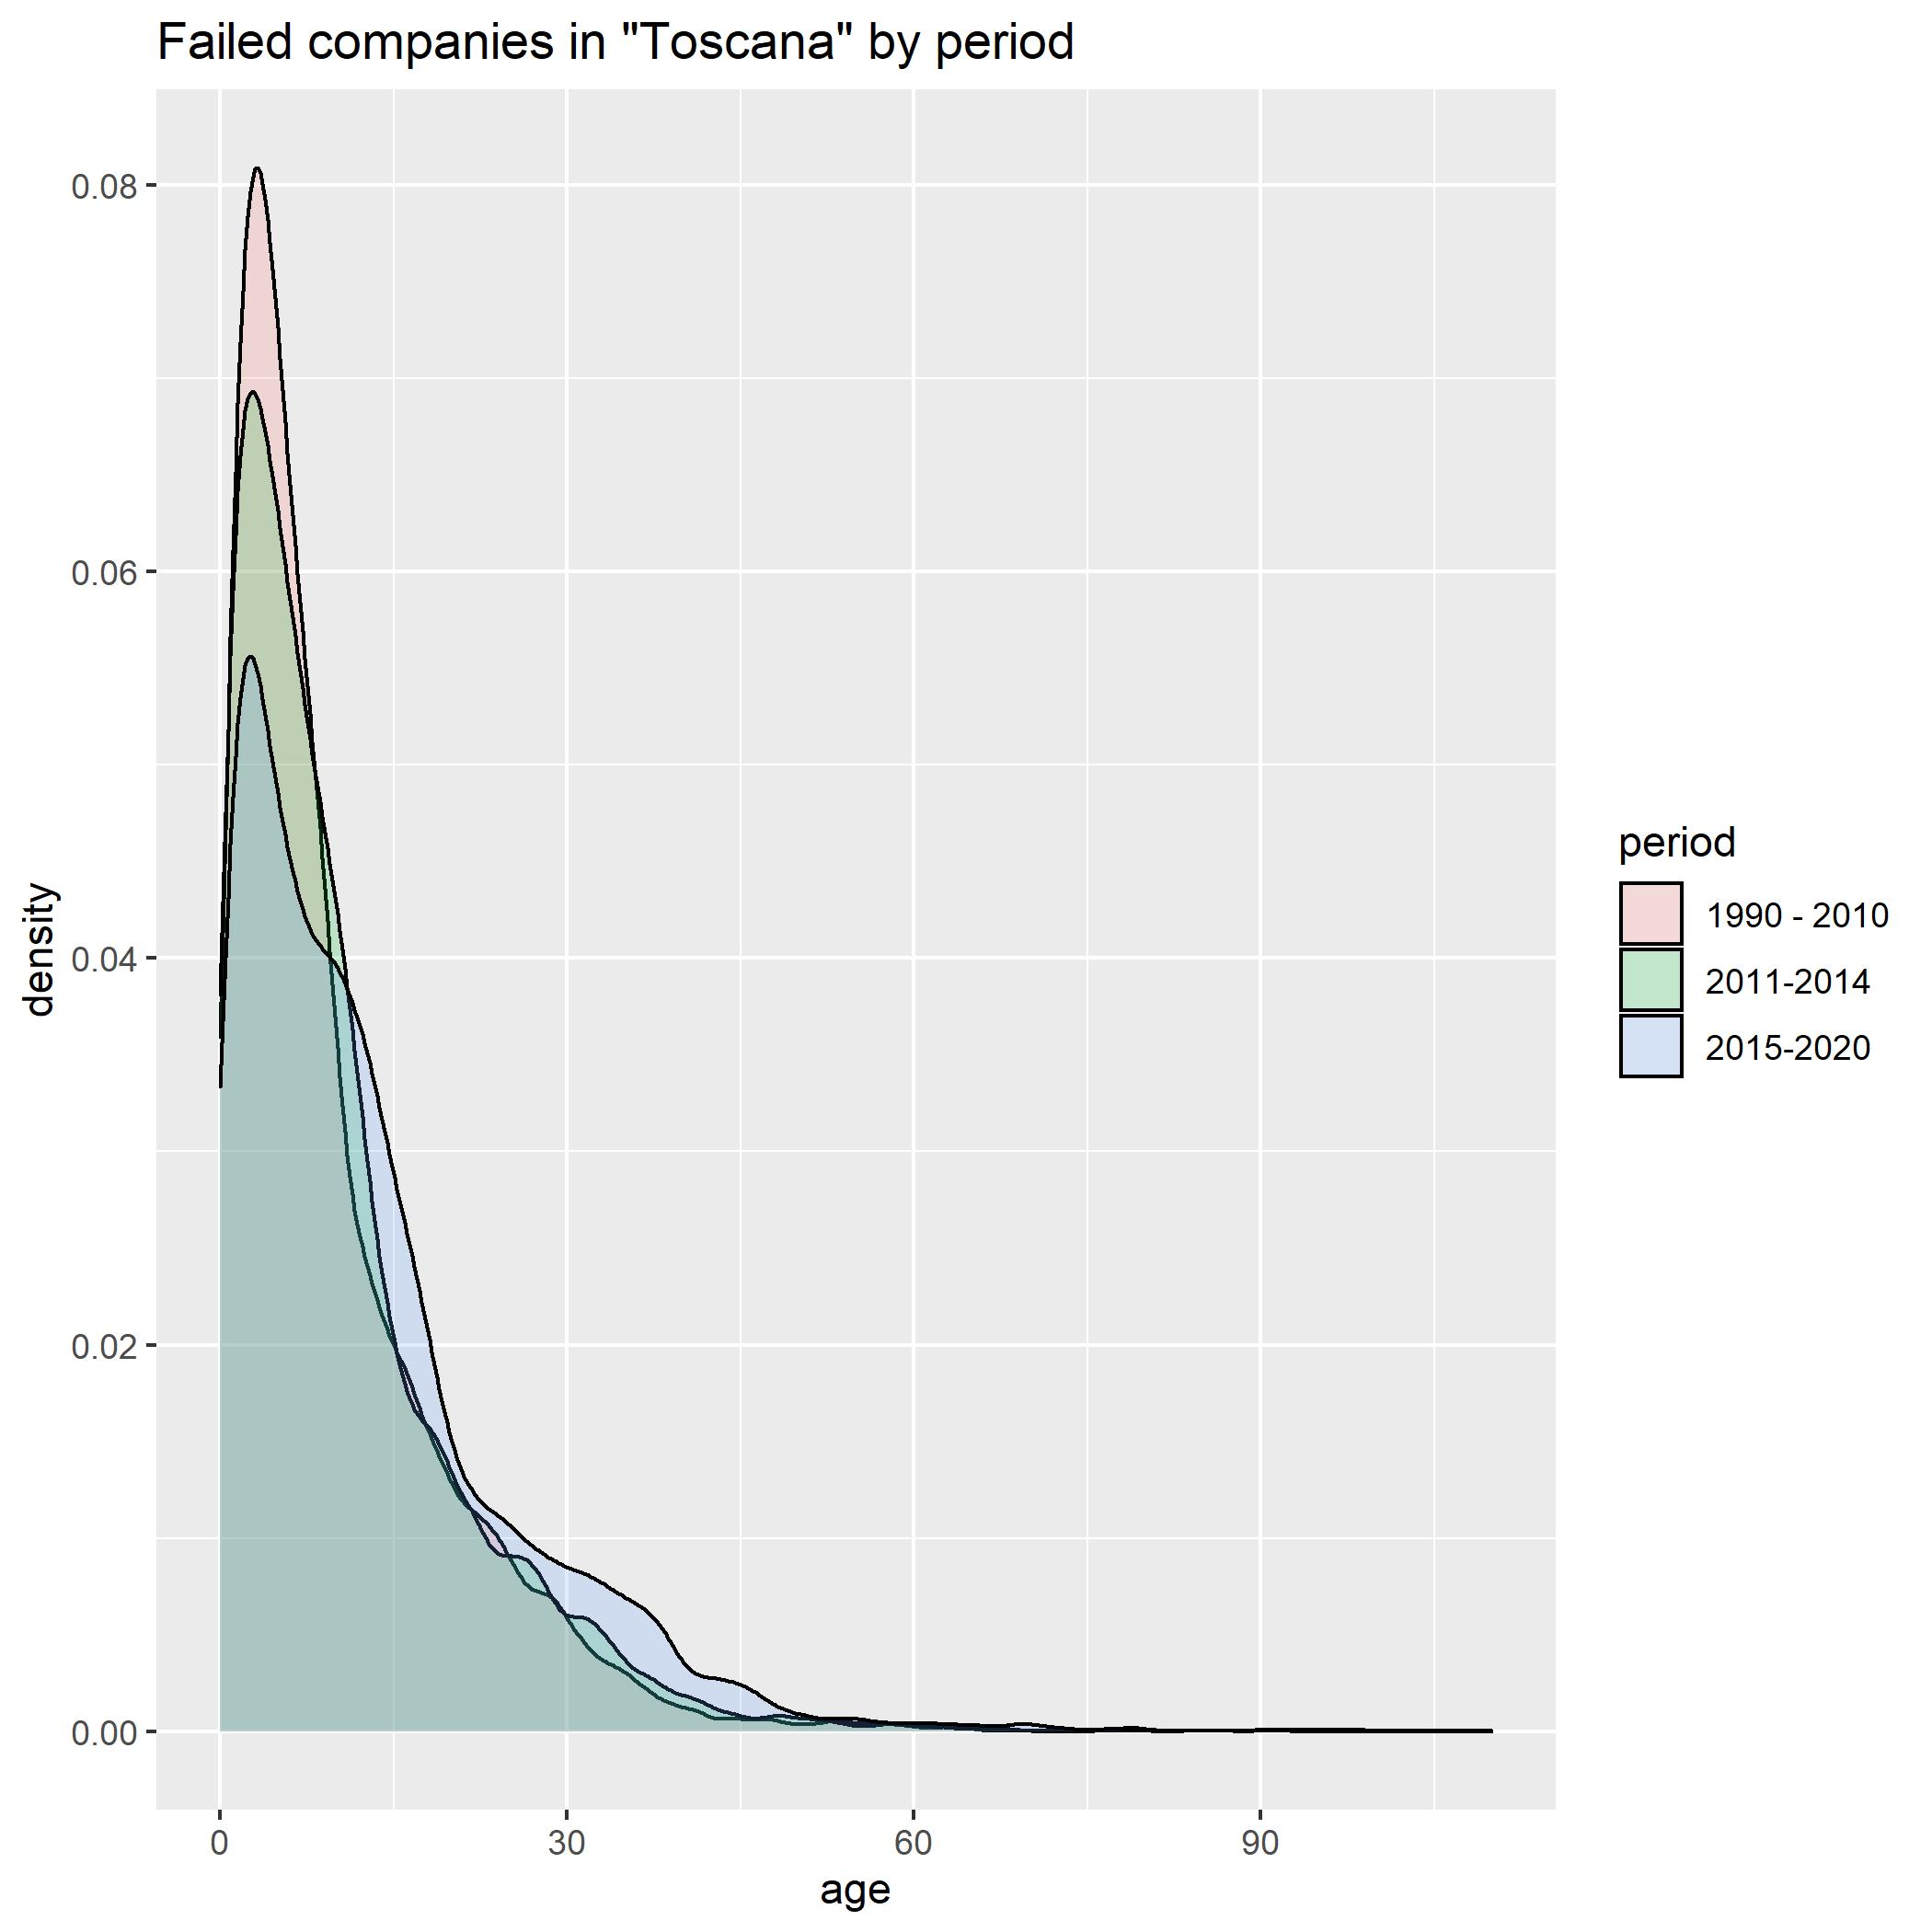 Failed companies in "Toscana" by period
0.08
0.06
0.04
0.02
0.00
density
0 30 60 90
age
period
1990 - 2010
2011-2014
2015-2020